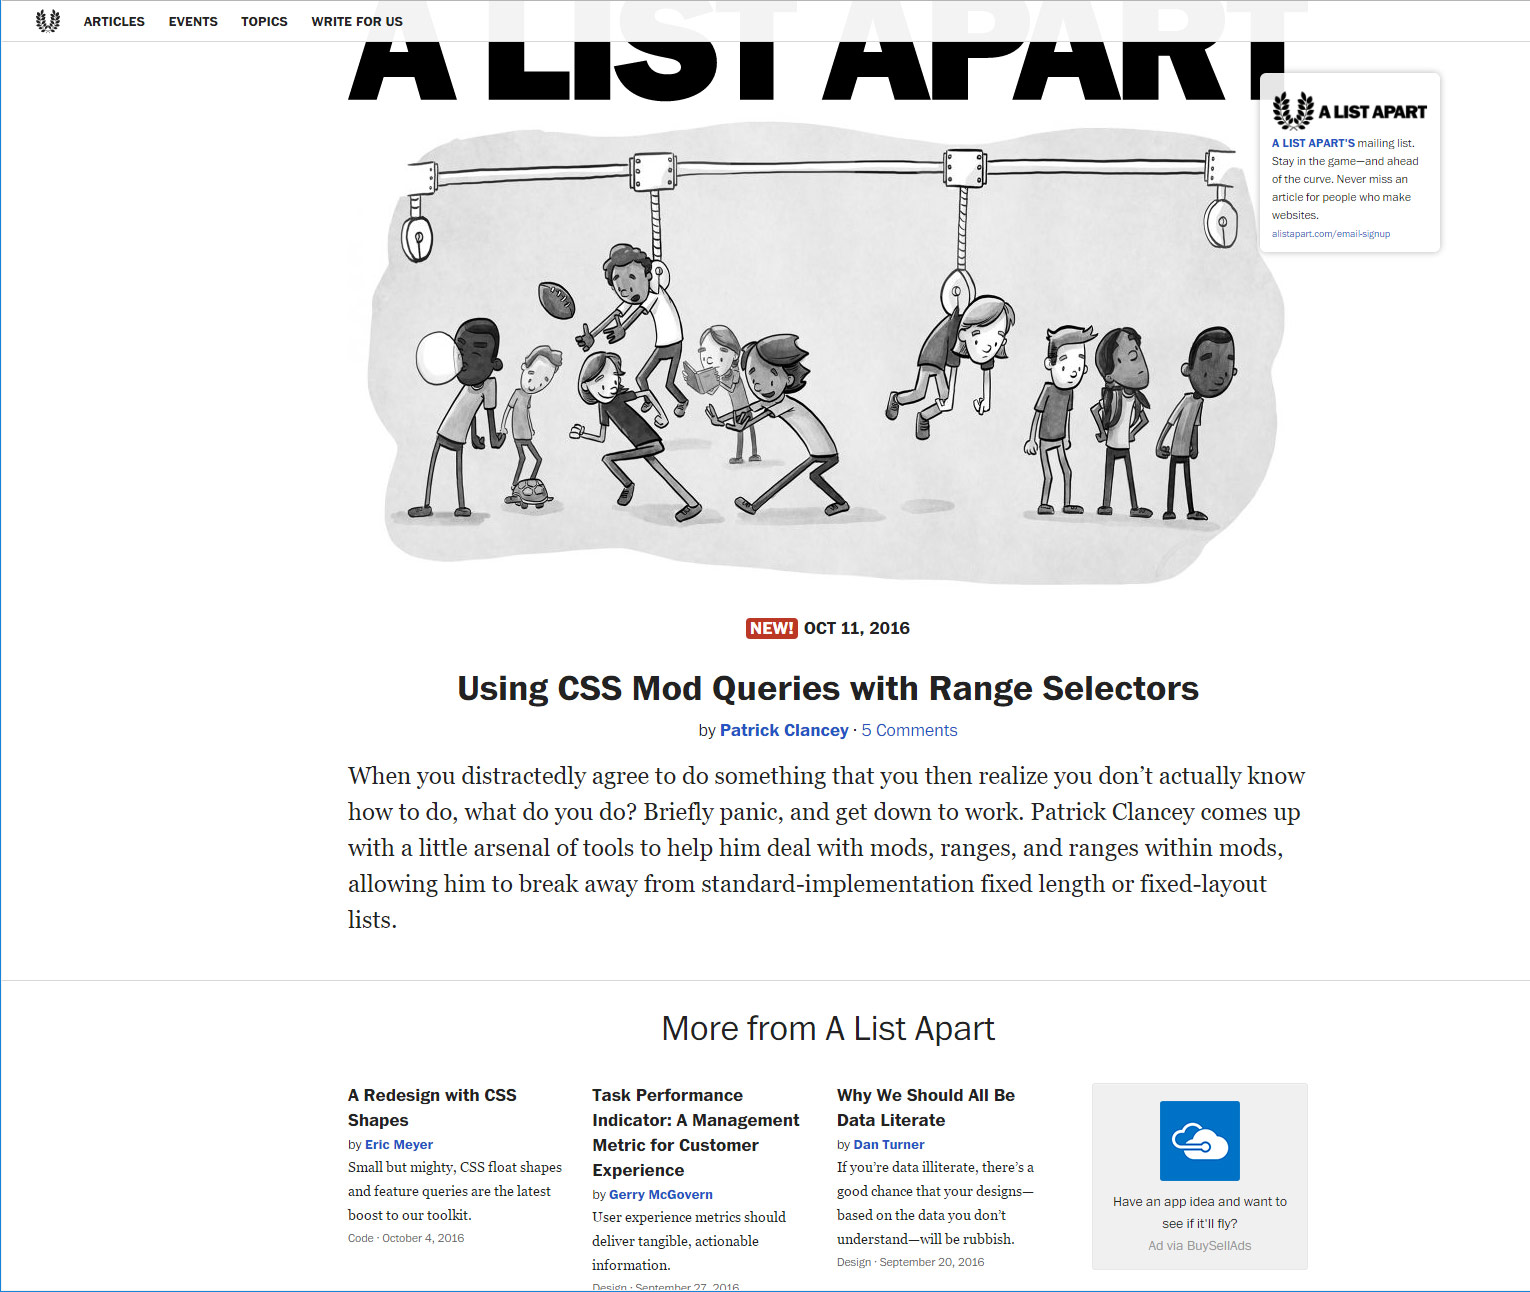 ARTICLES EVENTS TOPICS WRITE FOR US
A LIST APART
A LIST APART
A LIST APART'S mailing list.
Stay in the game—and ahead
of the curve. Never miss an
article for people who make
websites.
alistapart.com/email-signup
NEW! OCT 11, 2016
Using CSS Mod Queries with Range Selectors
by Patrick Clancey · 5 Comments
When you distractedly agree to do something that you then realize you don’t actually know
how to do, what do you do? Briefly panic, and get down to work. Patrick Clancey comes up
with a little arsenal of tools to help him deal with mods, ranges, and ranges within mods,
allowing him to break away from standard-implementation fixed length or fixed-layout
lists.
More from A List Apart
A Redesign with CSS
Shapes
by Eric Meyer
Small but mighty, CSS float shapes
and feature queries are the latest
boost to our toolkit.
Code · October 4, 2016
Task Performance
Indicator: A Management
Metric for Customer
Experience
by Gerry McGovern
User experience metrics should
deliver tangible, actionable
information.
Design · September 27, 2016
Why We Should All Be
Data Literate
by Dan Turner
If you’re data illiterate, there’s a
good chance that your designs—
based on the data you don’t
understand—will be rubbish.
Design · September 20, 2016
Have an app idea and want to
see if it'll fly?
Ad via BuySellAds